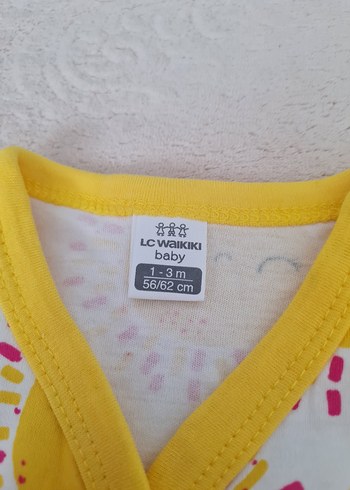 LC WAIKIKI
baby
1 - 3 m
56/62 cm